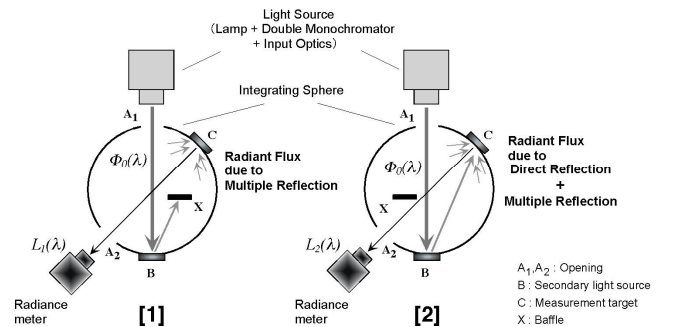 Light Source
(Lamp + Double Monochromator
+ Input Optics)
Integrating Sphere
A1
C
Φ0(λ)
Radiant Flux
due to
Multiple Reflection
X
L1(λ)
A2
B
Radiance
meter
[1]
A1
C
Φ0(λ)
Radiant Flux
due to
Direct Reflection
+
Multiple Reflection
X
L2(λ)
A2
B
Radiance
meter
[2]
A1,A2 : Opening
B : Secondary light source
C : Measurement target
X : Baffle